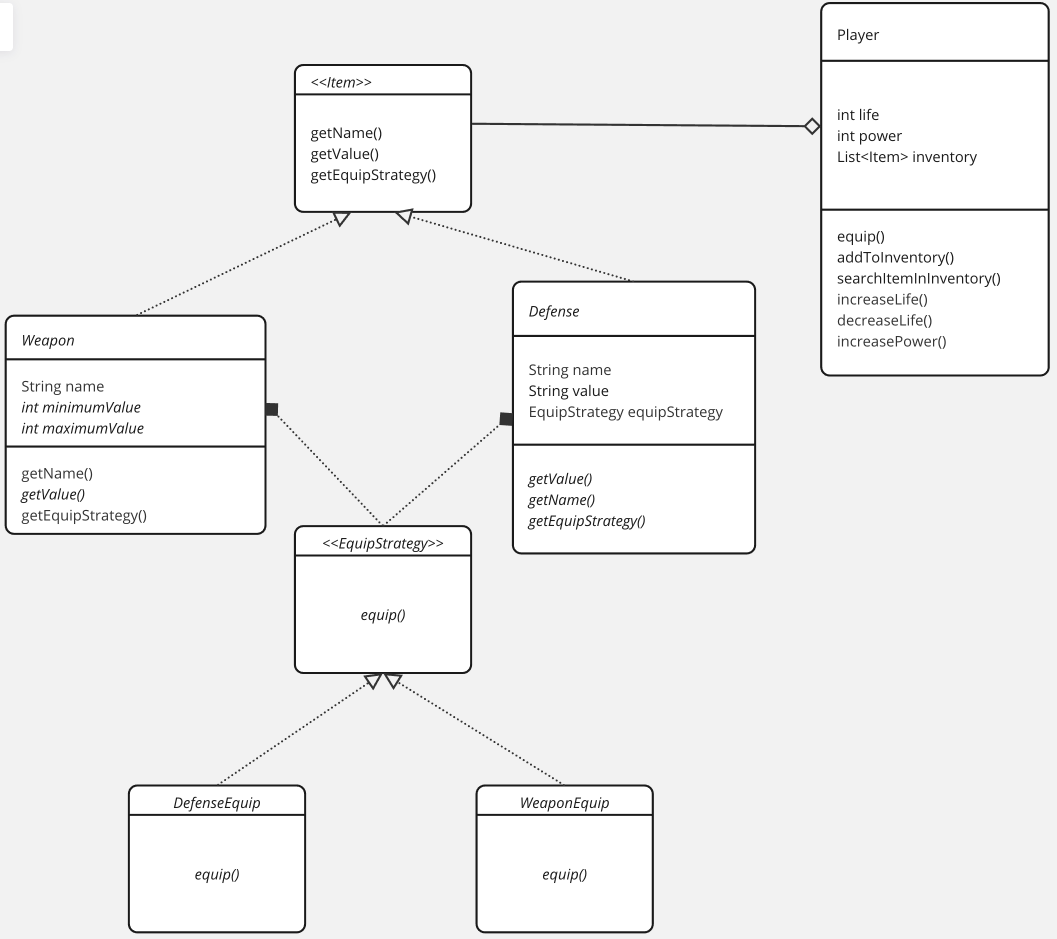 Player
int life
int power
List<Item> inventory
equip()
addToInventory()
searchItemInInventory()
increaseLife()
decreaseLife()
increasePower()
<<Item>>
getName()
getValue()
getEquipStrategy()
Weapon
String name
int minimumValue
int maximumValue
getName()
getValue()
getEquipStrategy()
Defense
String name
String value
EquipStrategy equipStrategy
getValue()
getName()
getEquipStrategy()
<<EquipStrategy>>
equip()
DefenseEquip
equip()
WeaponEquip
equip()